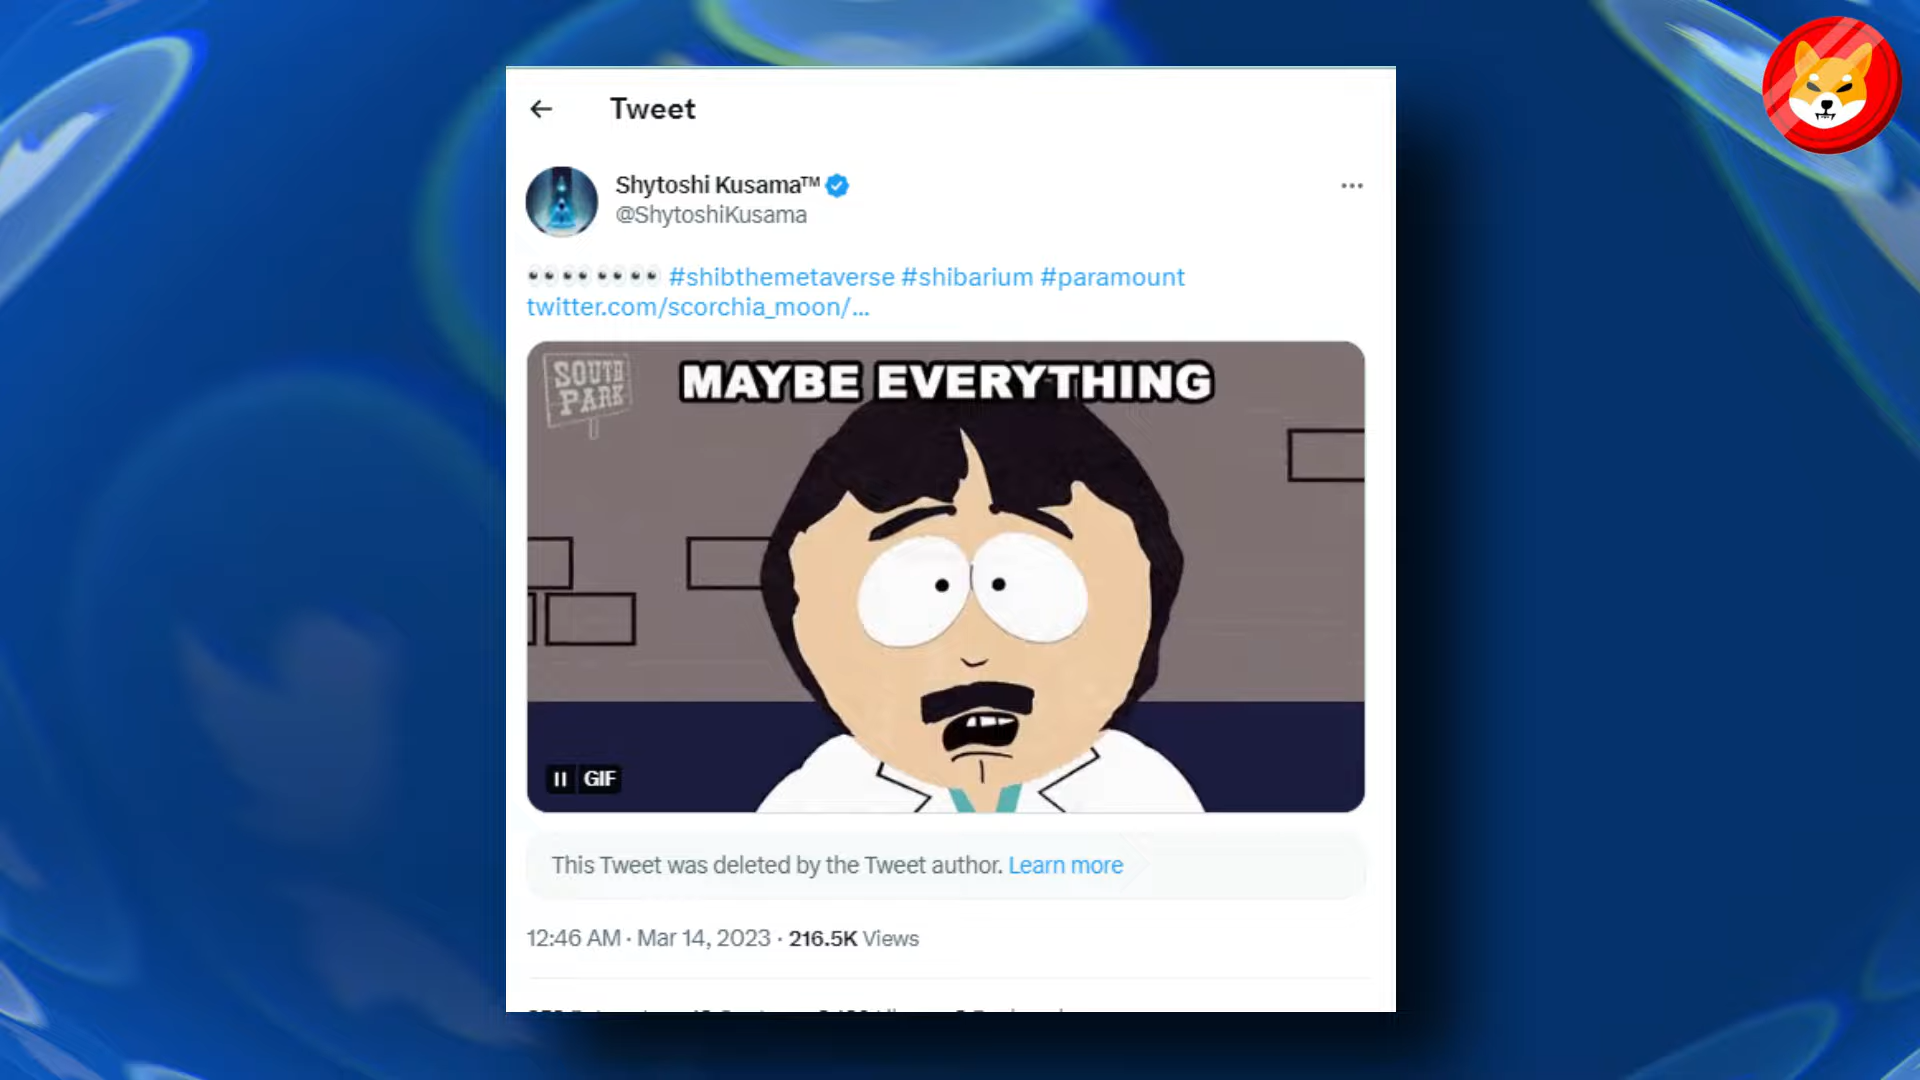 Tweet
Shytoshi Kusama™
@ShytoshiKusama
👀👀👀👀 #shibthemetaverse #shibarium #paramount
twitter.com/scorchia_moon/...
SOUTH
PARK
MAYBE EVERYTHING
GIF
This Tweet was deleted by the Tweet author. Learn more
12:46 AM · Mar 14, 2023 · 216.5K Views